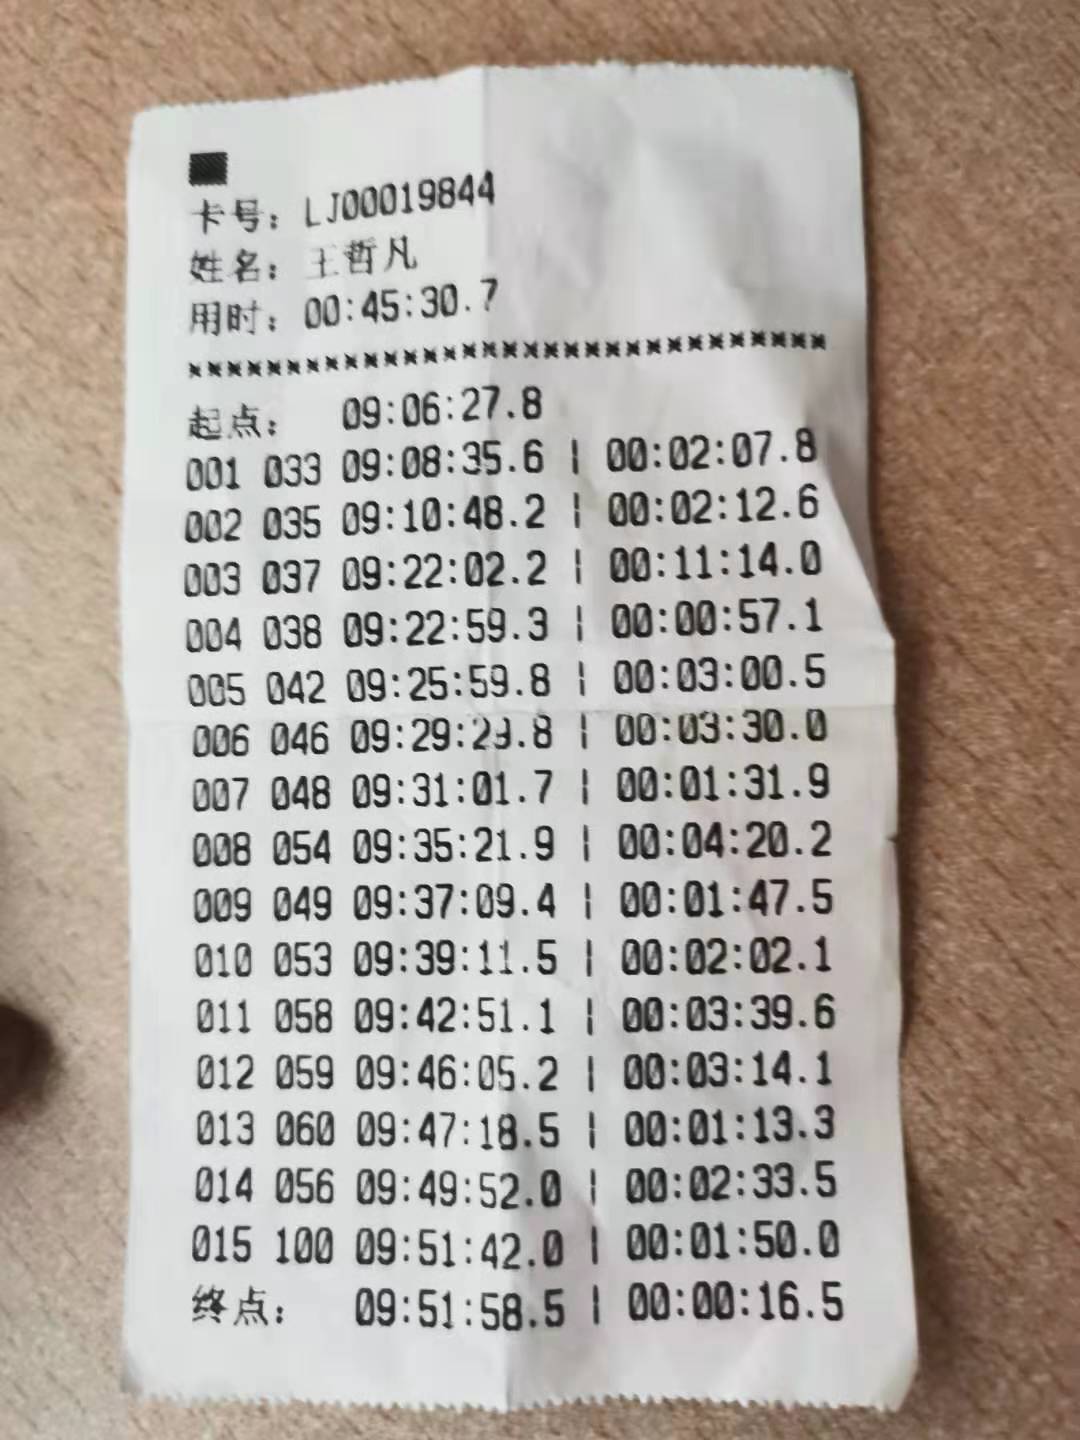 卡号: LJ00019844
姓名: 王哲凡
用时: 00:45:30.7
********************************
起点: 09:06:27.8
001 033 09:08:35.6 | 00:02:07.8
002 035 09:10:48.2 | 00:02:12.6
003 037 09:22:02.2 | 00:11:14.0
004 038 09:22:59.3 | 00:00:57.1
005 042 09:25:59.8 | 00:03:00.5
006 046 09:29:29.8 | 00:03:30.0
007 048 09:31:01.7 | 00:01:31.9
008 054 09:35:21.9 | 00:04:20.2
009 049 09:37:09.4 | 00:01:47.5
010 053 09:39:11.5 | 00:02:02.1
011 058 09:42:51.1 | 00:03:39.6
012 059 09:46:05.2 | 00:03:14.1
013 060 09:47:18.5 | 00:01:13.3
014 056 09:49:52.0 | 00:02:33.5
015 100 09:51:42.0 | 00:01:50.0
终点: 09:51:58.5 | 00:00:16.5